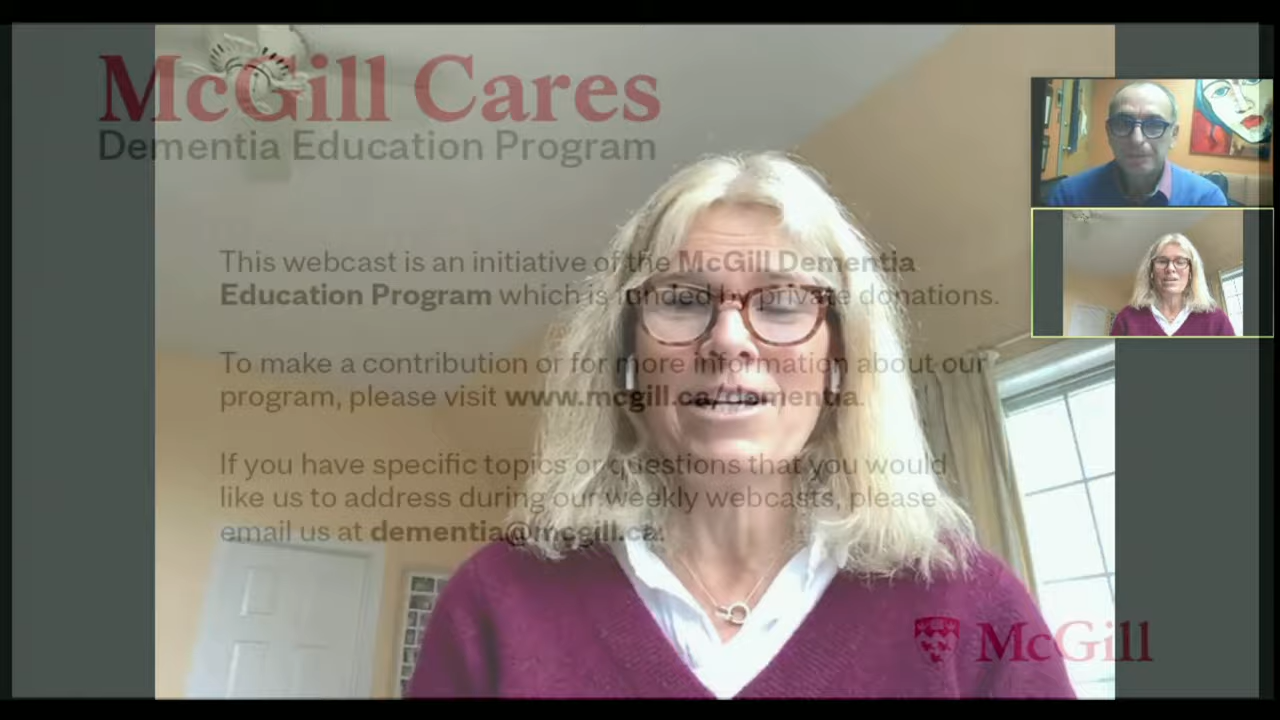 McGill Cares
Dementia Education Program
This webcast is an initiative of the McGill Dementia
Education Program which is funded by private donations.
To make a contribution or for more information about our
program, please visit www.mcgill.ca/dementia.
If you have specific topics or questions that you would
like us to address during our weekly webcasts, please
email us at dementia@mcgill.ca.
McGill